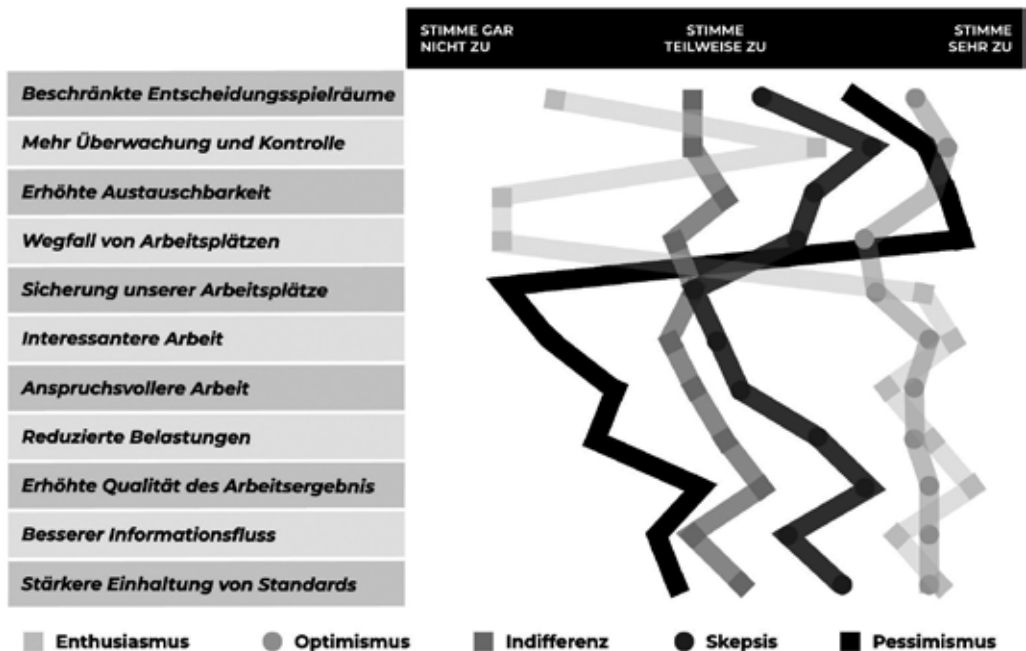 STIMME GAR
NICHT ZU
STIMME
TEILWEISE ZU
STIMME
SEHR ZU
Beschränkte Entscheidungsspielräume
Mehr Überwachung und Kontrolle
Erhöhte Austauschbarkeit
Wegfall von Arbeitsplätzen
Sicherung unserer Arbeitsplätze
Interessantere Arbeit
Anspruchsvollere Arbeit
Reduzierte Belastungen
Erhöhte Qualität des Arbeitsergebnis
Besserer Informationsfluss
Stärkere Einhaltung von Standards
Enthusiasmus
Optimismus
Indifferenz
Skepsis
Pessimismus